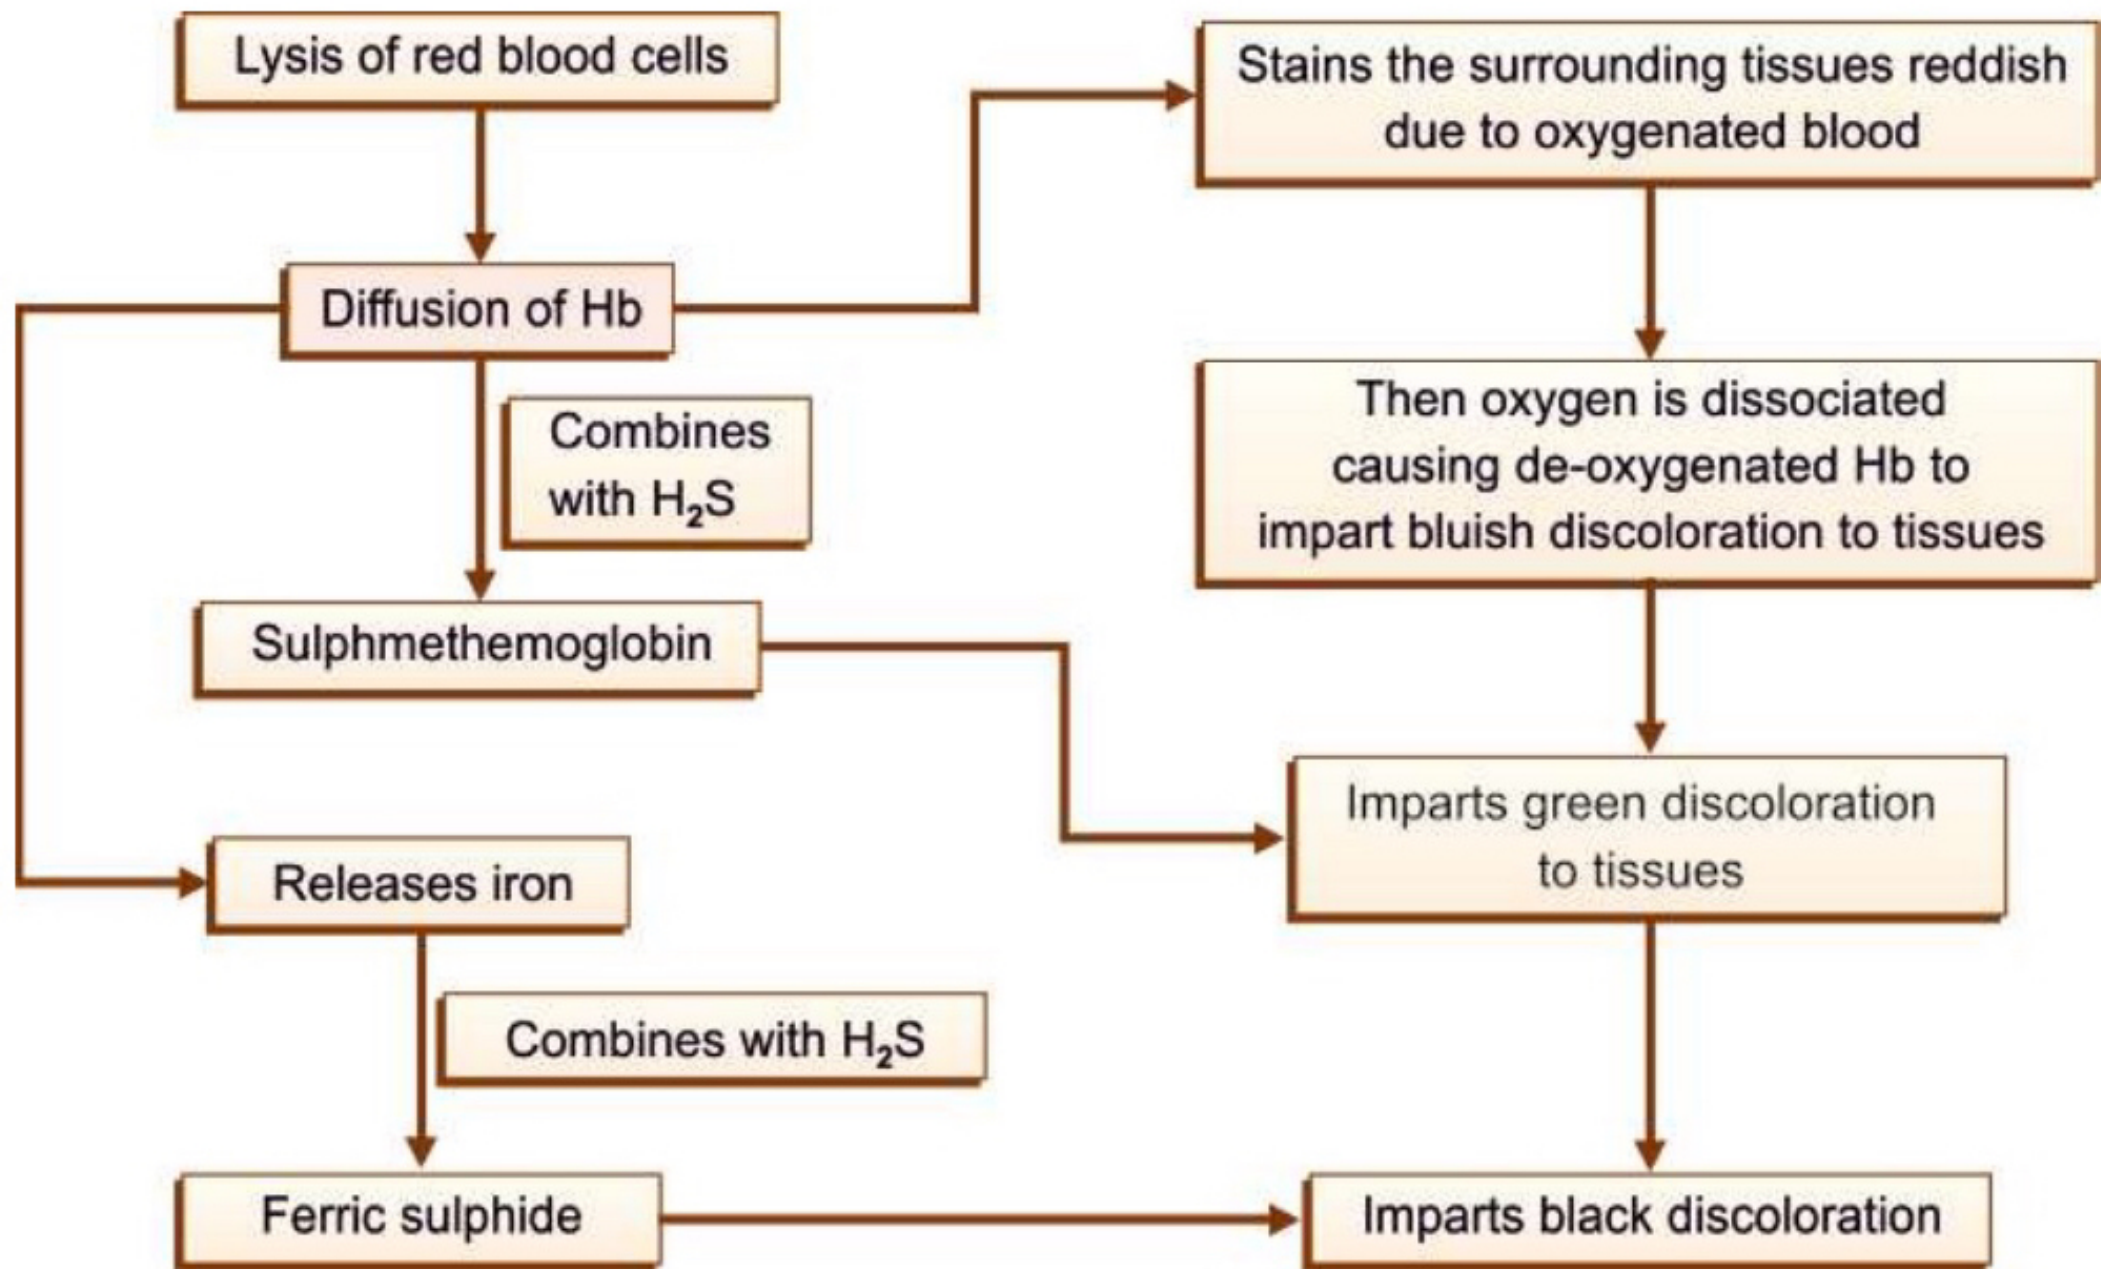 Lysis of red blood cells
Diffusion of Hb
Combines
with H₂S
Sulphmethemoglobin
Releases iron
Combines with H₂S
Ferric sulphide
Stains the surrounding tissues reddish
due to oxygenated blood
Then oxygen is dissociated
causing de-oxygenated Hb to
impart bluish discoloration to tissues
Imparts green discoloration
to tissues
Imparts black discoloration